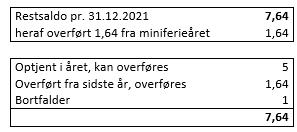 Restsaldo pr. 31.12.2021 7,64
heraf overført 1,64 fra miniferieåret 1,64
Optjent i året, kan overføres 5
Overført fra sidste år, overføres 1,64
Bortfalder 1
7,64